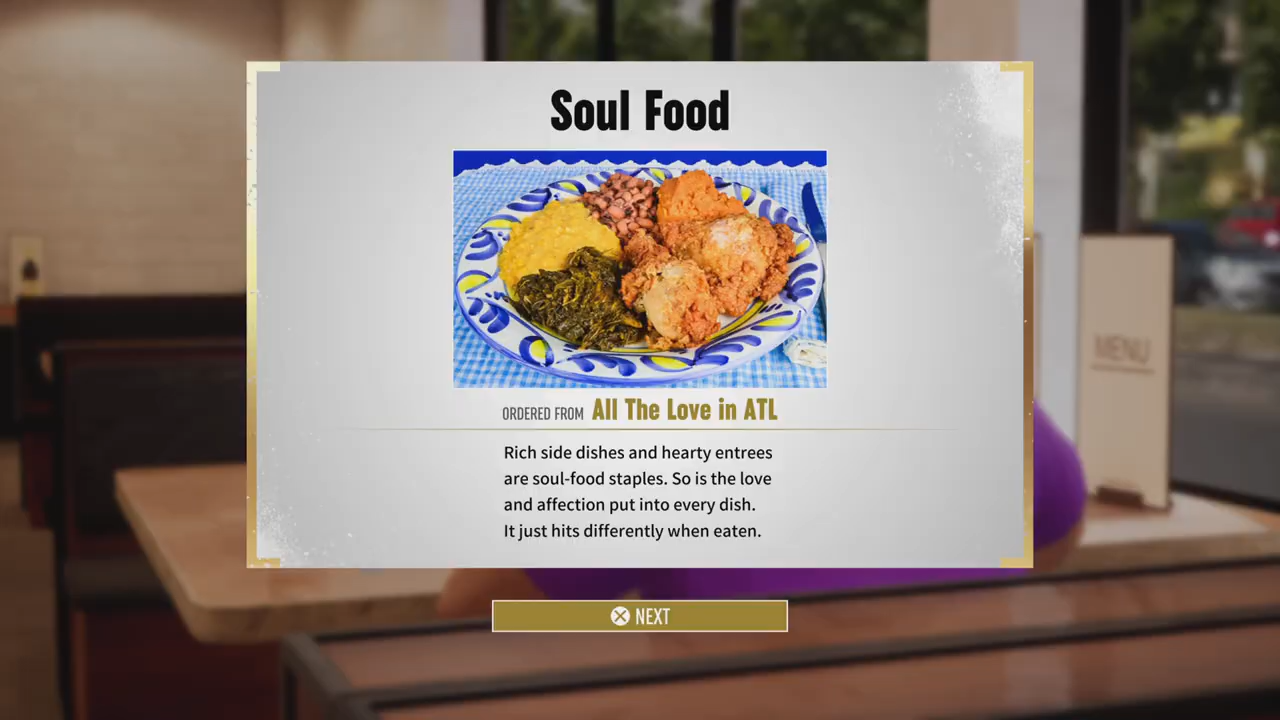 Soul Food
ORDERED FROM All The Love in ATL
Rich side dishes and hearty entrees
are soul-food staples. So is the love
and affection put into every dish.
It just hits differently when eaten.
MENU
NEXT